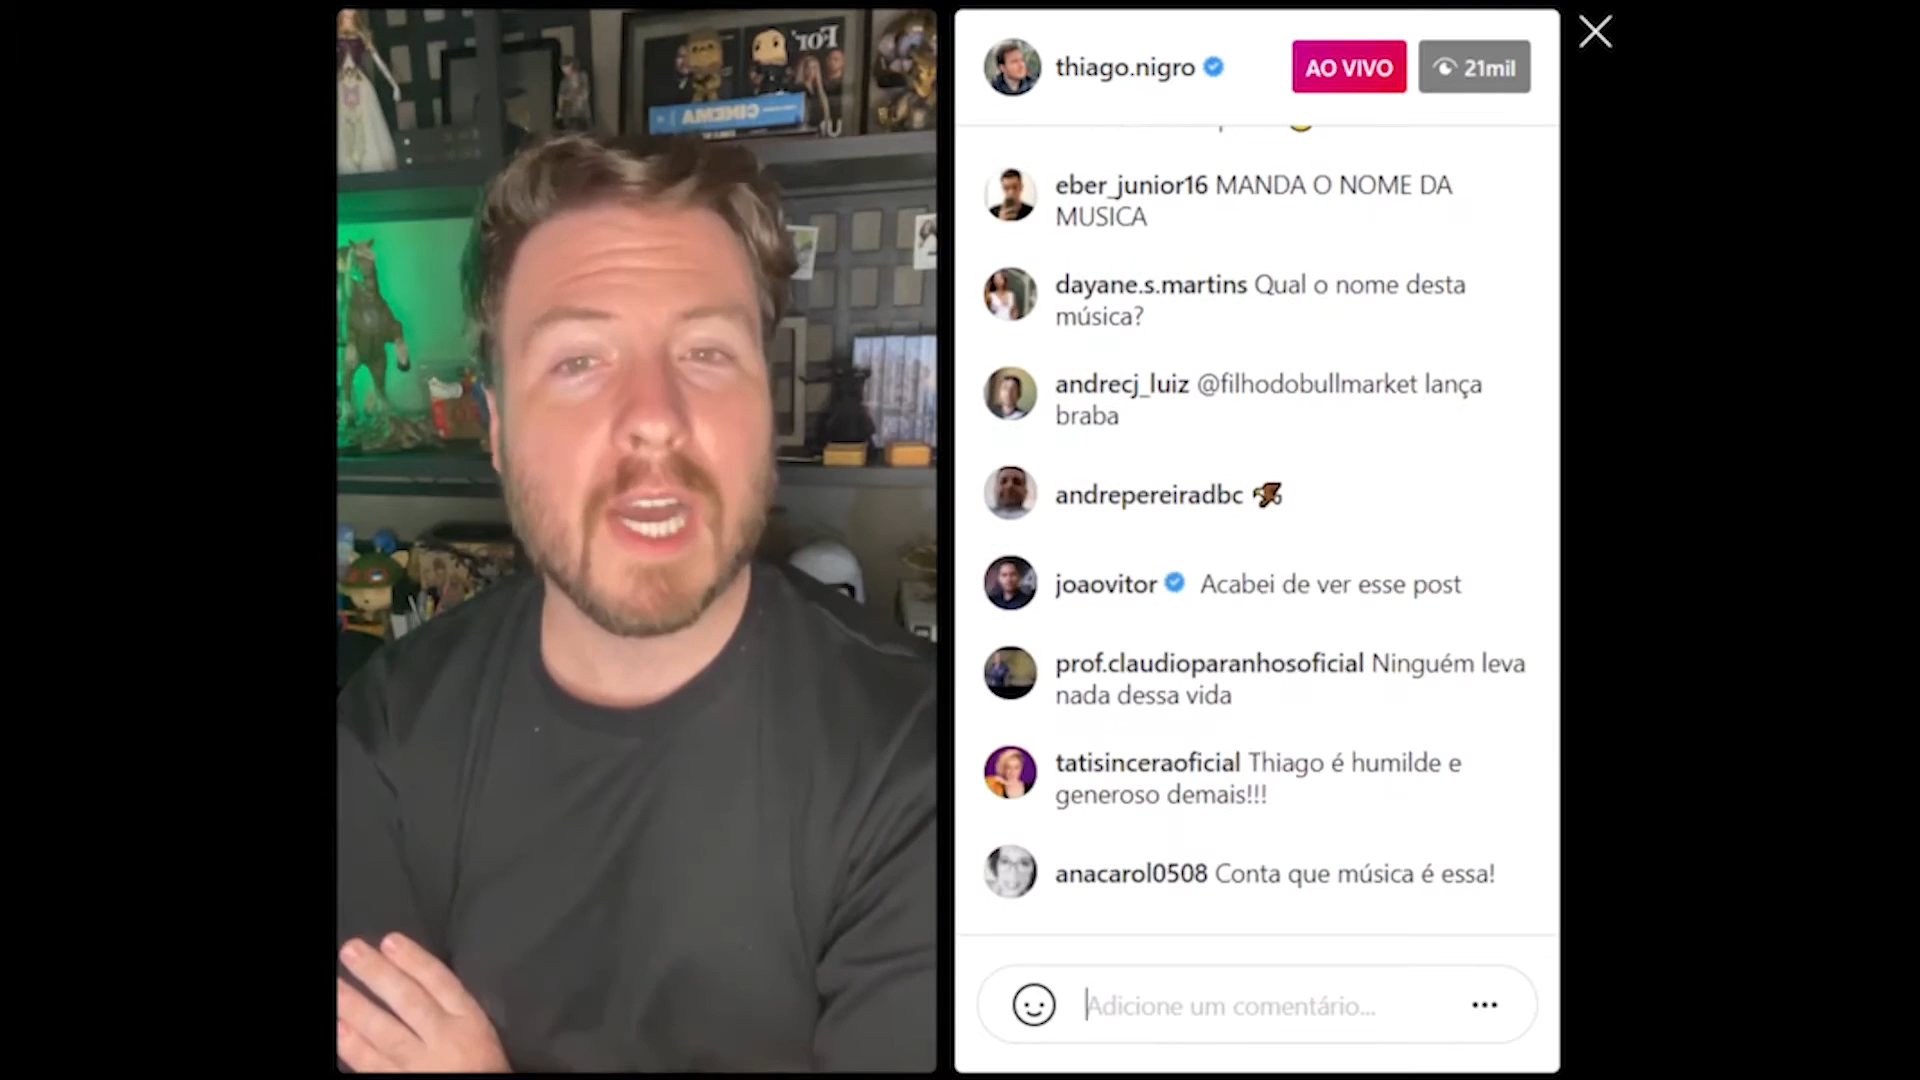 thiago.nigro
AO VIVO
21mil
eber_junior16 MANDA O NOME DA
MUSICA
dayane.s.martins Qual o nome desta
música?
andrecj_luiz @filhodobullmarket lança
braba
andrepereiradbc
joaovitor Acabei de ver esse post
prof.claudioparanhosoficial Ninguém leva
nada dessa vida
tatisinceraoficial Thiago é humilde e
generoso demais!!!
anacarol0508 Conta que música é essa!
Adicione um comentário...
CINEMA